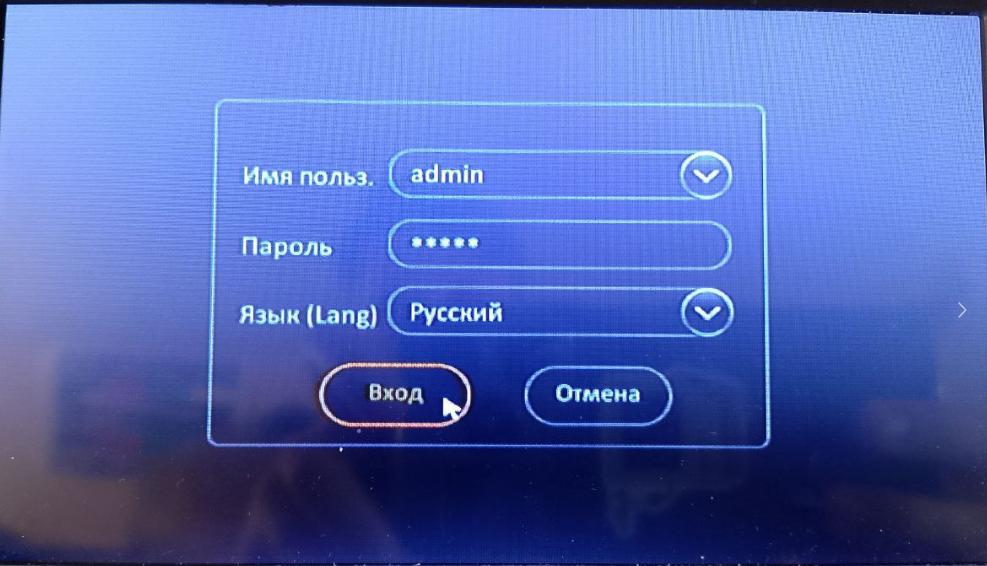 Имя польз. admin
Пароль *****
Язык (Lang) Русский
Вход Отмена